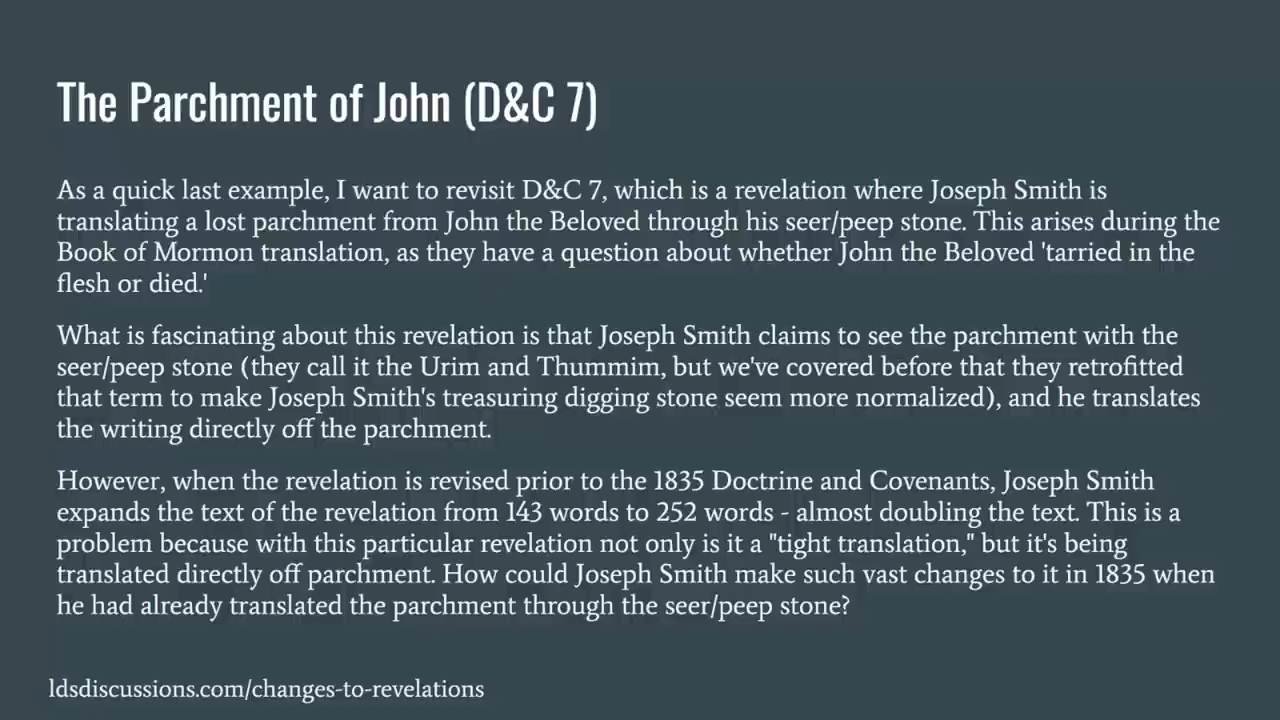 The Parchment of John (D&C 7)
As a quick last example, I want to revisit D&C 7, which is a revelation where Joseph Smith is
translating a lost parchment from John the Beloved through his seer/peep stone. This arises during the
Book of Mormon translation, as they have a question about whether John the Beloved 'tarried in the
flesh or died.'
What is fascinating about this revelation is that Joseph Smith claims to see the parchment with the
seer/peep stone (they call it the Urim and Thummim, but we've covered before that they retrofitted
that term to make Joseph Smith's treasuring digging stone seem more normalized), and he translates
the writing directly off the parchment.
However, when the revelation is revised prior to the 1835 Doctrine and Covenants, Joseph Smith
expands the text of the revelation from 143 words to 252 words - almost doubling the text. This is a
problem because with this particular revelation not only is it a "tight translation," but it's being
translated directly off parchment. How could Joseph Smith make such vast changes to it in 1835 when
he had already translated the parchment through the seer/peep stone?
ldsdiscussions.com/changes-to-revelations